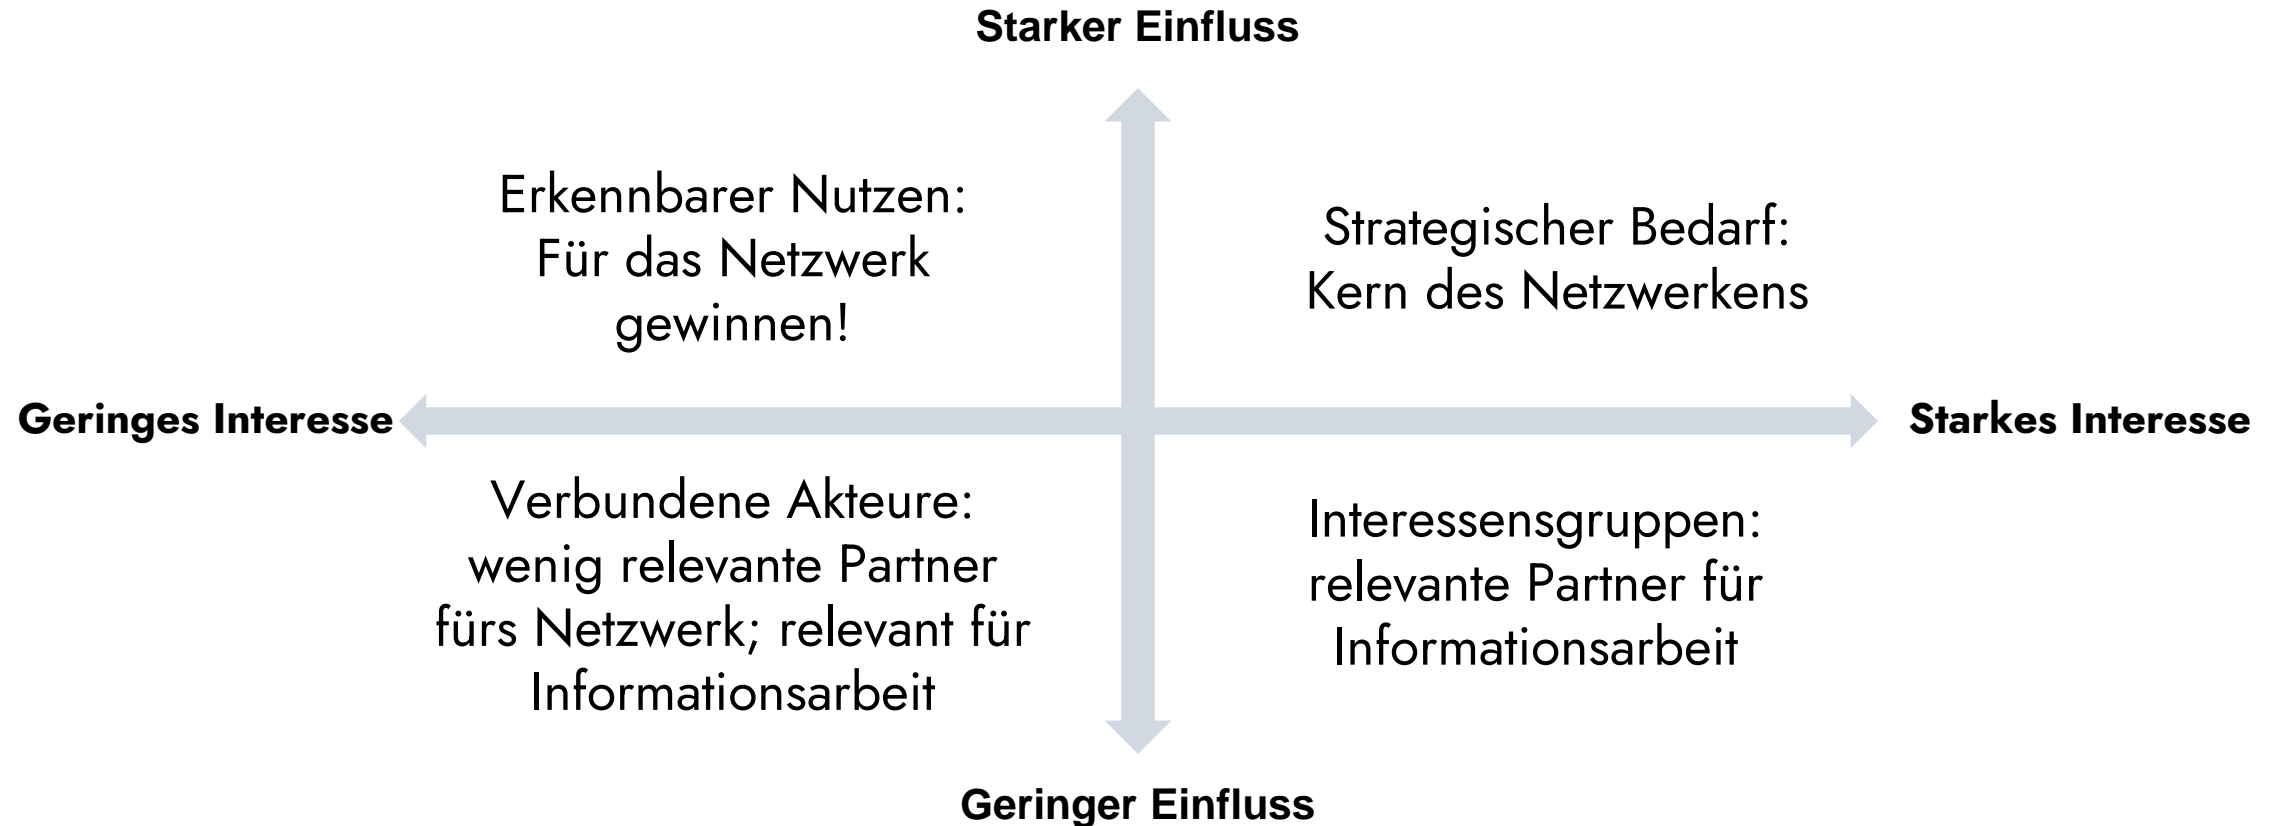 Starker Einfluss
Erkennbarer Nutzen:
Für das Netzwerk
gewinnen!
Strategischer Bedarf:
Kern des Netzwerkens
Geringes Interesse
Starkes Interesse
Verbundene Akteure:
wenig relevante Partner
fürs Netzwerk; relevant für
Informationsarbeit
Interessensgruppen:
relevante Partner für
Informationsarbeit
Geringer Einfluss